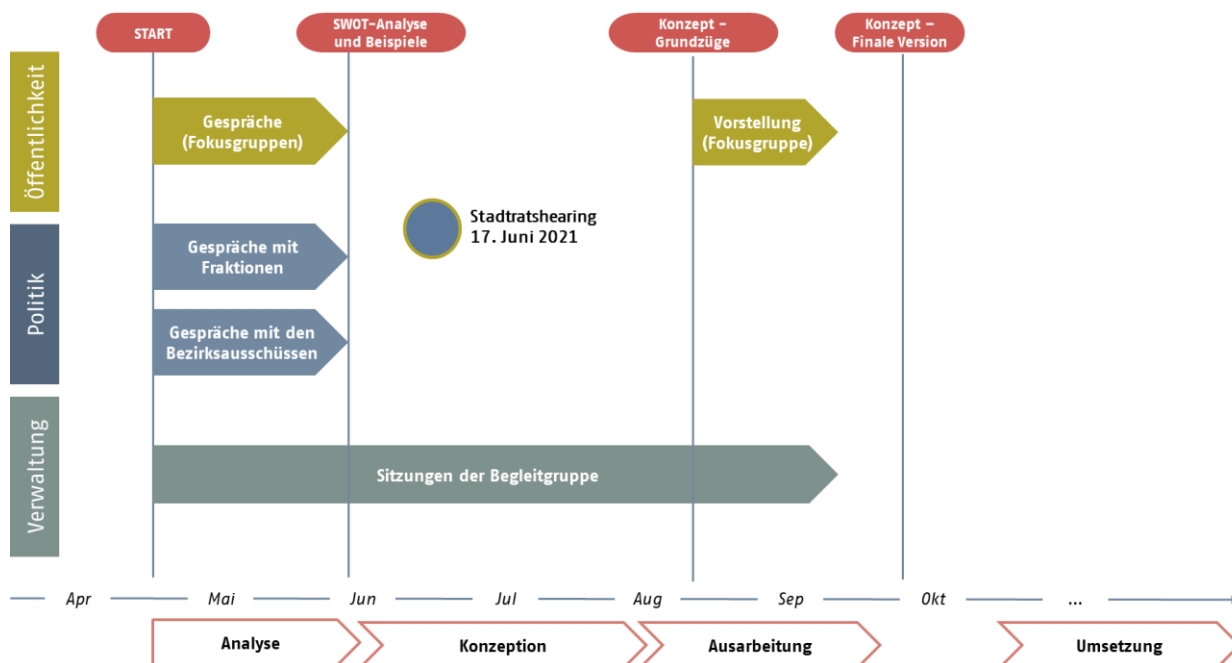 START
SWOT-Analyse
und Beispiele
Konzept –
Grundzüge
Konzept –
Finale Version
Öffentlichkeit
Gespräche
(Fokusgruppen)
Vorstellung
(Fokusgruppe)
Stadtratshearing
17. Juni 2021
Politik
Gespräche mit
Fraktionen
Gespräche mit den
Bezirksausschüssen
Verwaltung
Sitzungen der Begleitgruppe
Apr Mai Jun Jul Aug Sep Okt ...
Analyse Konzeption Ausarbeitung Umsetzung